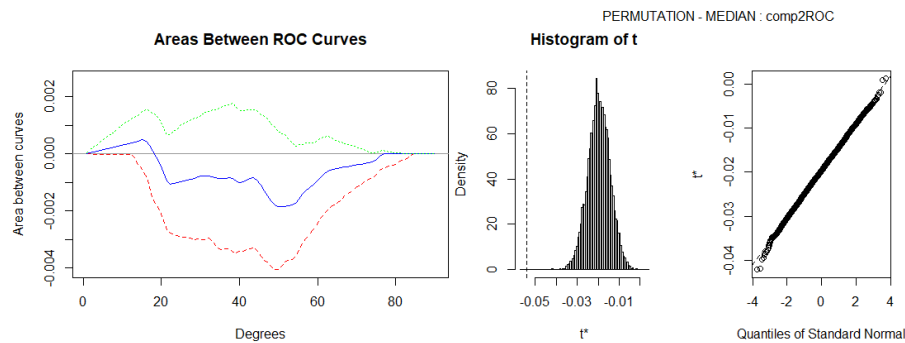 PERMUTATION - MEDIAN : comp2ROC
Areas Between ROC Curves
Area between curves
0.002
0.000
-0.002
-0.004
0 20 40 60 80
Degrees
Histogram of t
Density
80
60
40
20
0
-0.05 -0.03 -0.01
t*
t*
0.00
-0.01
-0.02
-0.03
-0.04
-4 -2 0 2 4
Quantiles of Standard Normal